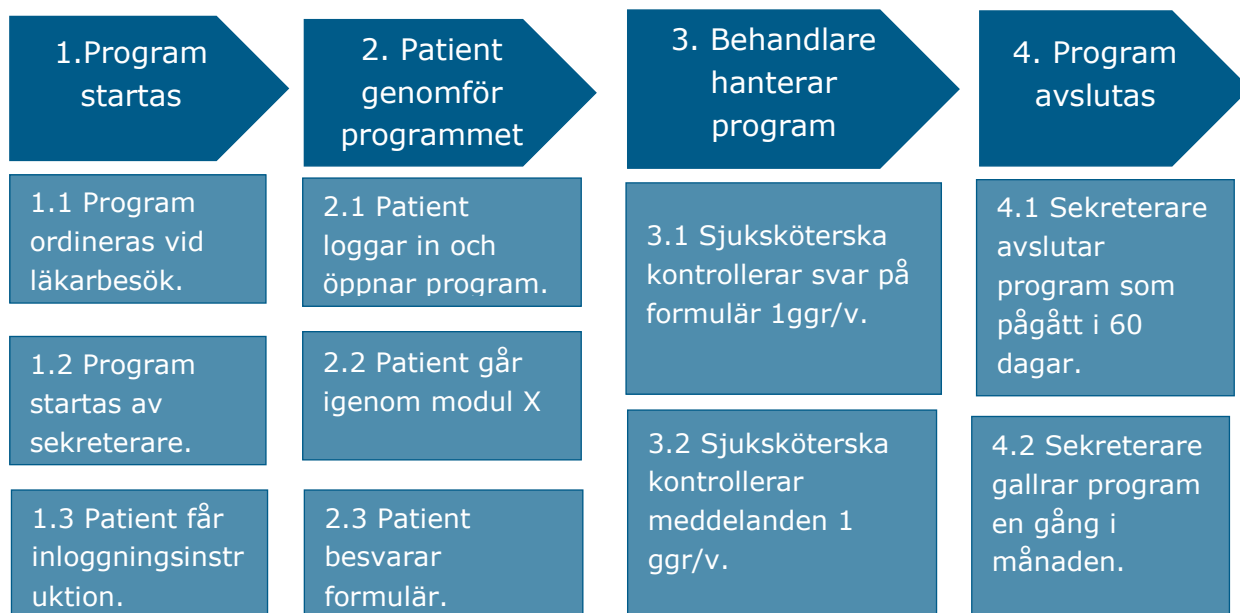 1.Program
startas
2. Patient
genomför
programmet
3. Behandlare
hanterar
program
4. Program
avslutas
1.1 Program
ordineras vid
läkarbesök.
1.2 Program
startas av
sekreterare.
1.3 Patient får
inloggningsinstr
uktion.
2.1 Patient
loggar in och
öppnar program.
2.2 Patient går
igenom modul X
2.3 Patient
besvarar
formulär.
3.1 Sjuksköterska
kontrollerar svar på
formulär 1ggr/v.
3.2 Sjuksköterska
kontrollerar
meddelanden 1
ggr/v.
4.1 Sekreterare
avslutar
program som
pågått i 60
dagar.
4.2 Sekreterare
gallrar program
en gång i
månaden.